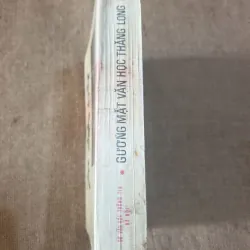 GƯƠNG MẶT VĂN HỌC THĂNG LONG